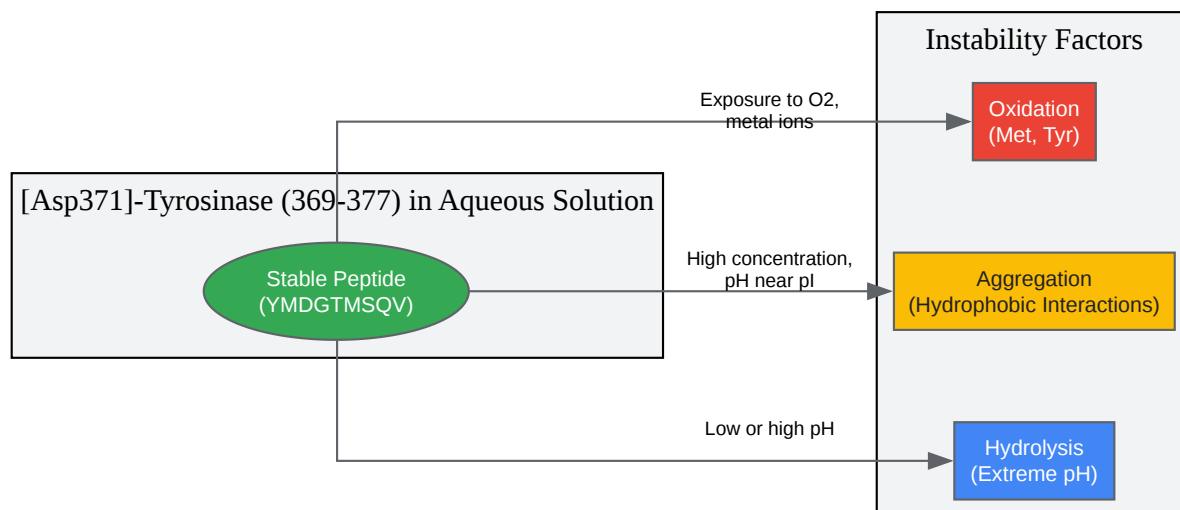 Instability Factors
Exposure to O2,
metal ions
Oxidation
(Met, Tyr)
[Asp371]-Tyrosinase (369-377) in Aqueous Solution
Stable Peptide
(YMDGTMSQV)
High concentration,
pH near pI
Aggregation
(Hydrophobic Interactions)
Low or high pH
Hydrolysis
(Extreme pH)